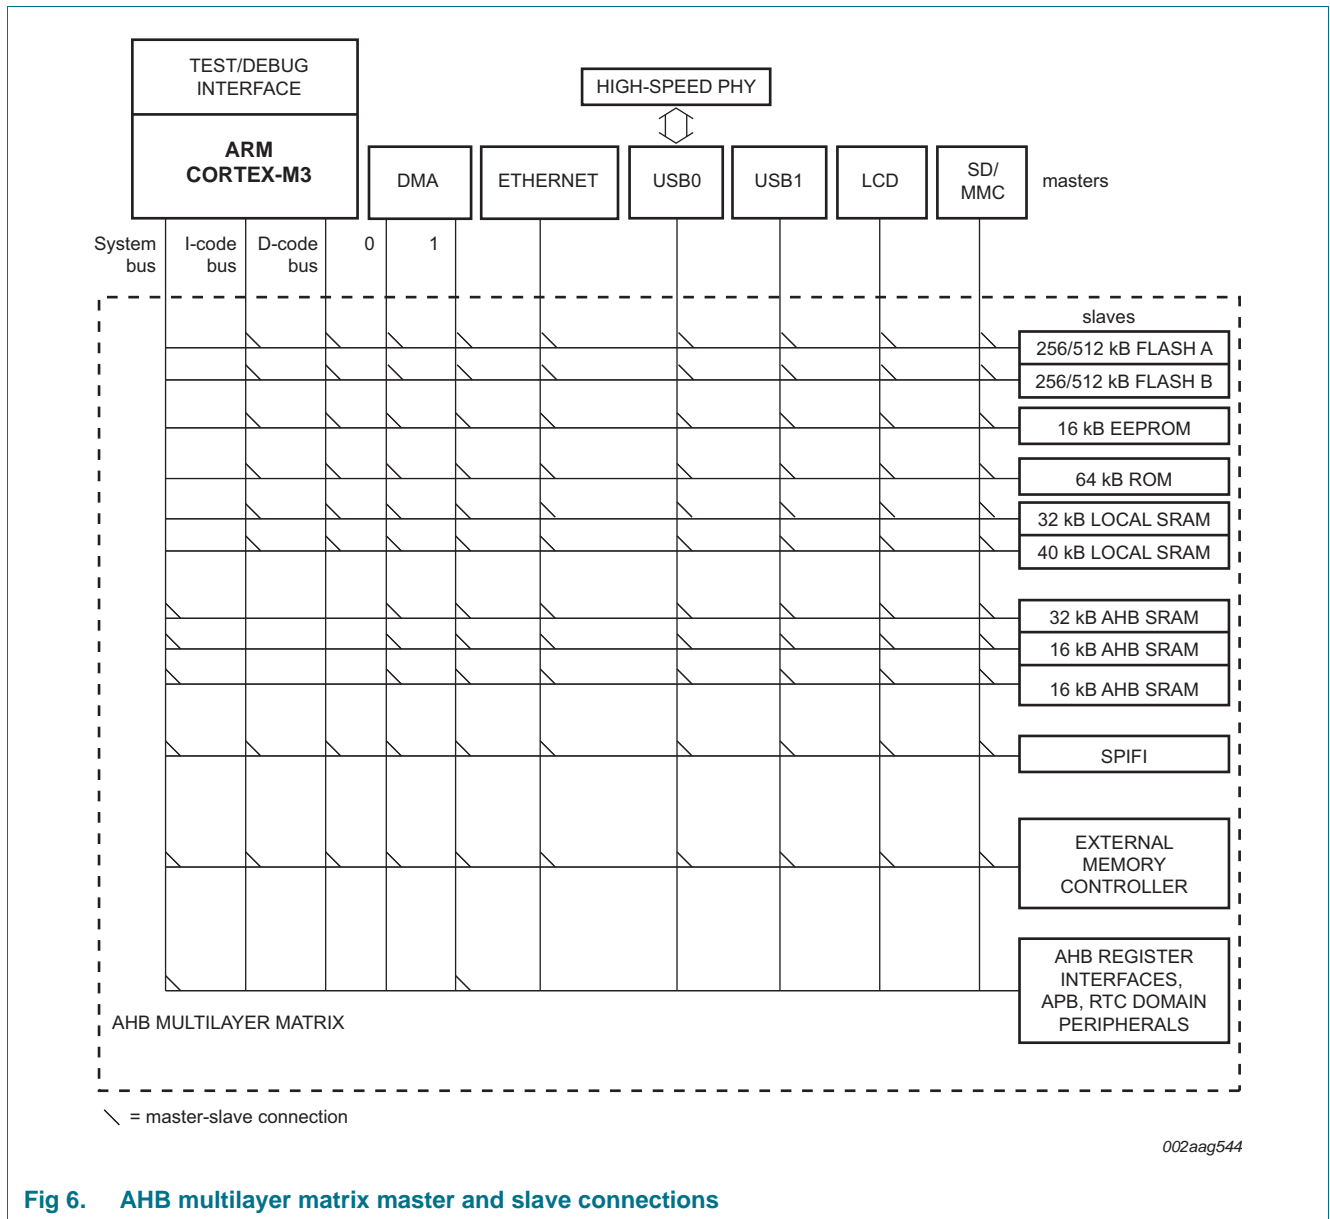 TEST/DEBUG
INTERFACE
ARM
CORTEX-M3
HIGH-SPEED PHY
DMA
ETHERNET
USB0
USB1
LCD
SD/
MMC
masters
System
bus
I-code
bus
D-code
bus
0
1
slaves
256/512 kB FLASH A
256/512 kB FLASH B
16 kB EEPROM
64 kB ROM
32 kB LOCAL SRAM
40 kB LOCAL SRAM
32 kB AHB SRAM
16 kB AHB SRAM
16 kB AHB SRAM
SPIFI
EXTERNAL
MEMORY
CONTROLLER
AHB REGISTER
INTERFACES,
APB, RTC DOMAIN
PERIPHERALS
AHB MULTILAYER MATRIX
= master-slave connection
002aag544
Fig 6. AHB multilayer matrix master and slave connections